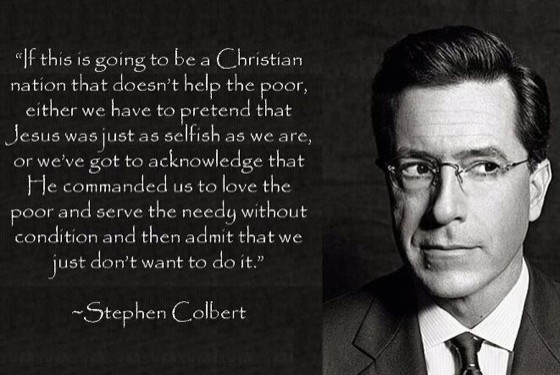 “If this is going to be a Christian
nation that doesn’t help the poor,
either we have to pretend that
Jesus was just as selfish as we are,
or we’ve got to acknowledge that
He commanded us to love the
poor and serve the needy without
condition and then admit that we
just don’t want to do it.”
~Stephen Colbert